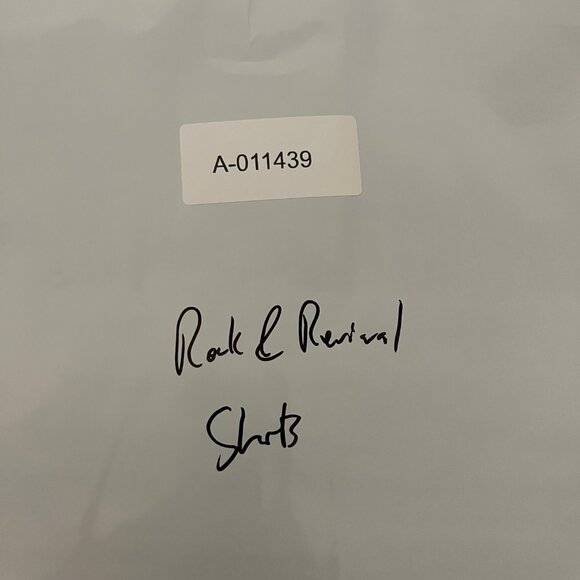 A-011439
Rock & Revival
Shorts